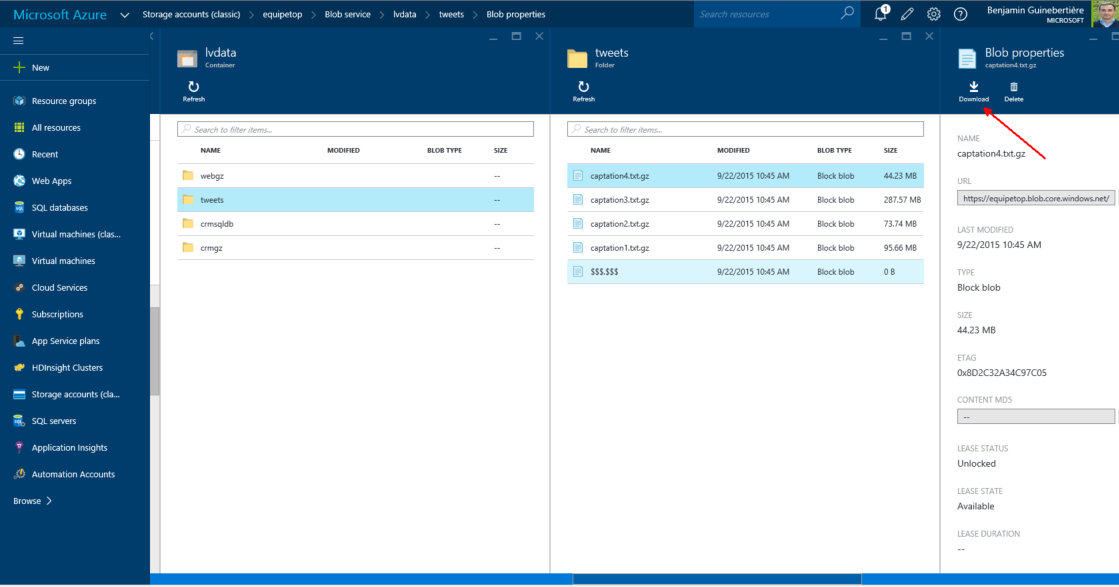 Microsoft Azure
Storage accounts (classic) > equipetop > Blob service > lvdata > tweets > Blob properties
Search resources
1
Benjamin Guinebertière
MICROSOFT
New
Resource groups
All resources
Recent
Web Apps
SQL databases
Virtual machines (clas...
Virtual machines
Cloud Services
Subscriptions
App Service plans
HDInsight Clusters
Storage accounts (cla...
SQL servers
Application Insights
Automation Accounts
Browse >
lvdata
Container
Refresh
Search to filter items...
NAME MODIFIED BLOB TYPE SIZE
webgz --
tweets --
crmsqldb --
crmgz --
tweets
Folder
Refresh
Search to filter items...
NAME MODIFIED BLOB TYPE SIZE
captation4.txt.gz 9/22/2015 10:45 AM Block blob 44.23 MB
captation3.txt.gz 9/22/2015 10:45 AM Block blob 287.57 MB
captation2.txt.gz 9/22/2015 10:45 AM Block blob 73.74 MB
captation1.txt.gz 9/22/2015 10:45 AM Block blob 95.66 MB
$$$.$$$ 9/22/2015 10:45 AM Block blob 0 B
Blob properties
captation4.txt.gz
Download Delete
NAME
captation4.txt.gz
URL
https://equipetop.blob.core.windows.net/
LAST MODIFIED
9/22/2015 10:45 AM
TYPE
Block blob
SIZE
44.23 MB
ETAG
0x8D2C32A34C97C05
CONTENT MD5
--
LEASE STATUS
Unlocked
LEASE STATE
Available
LEASE DURATION
--